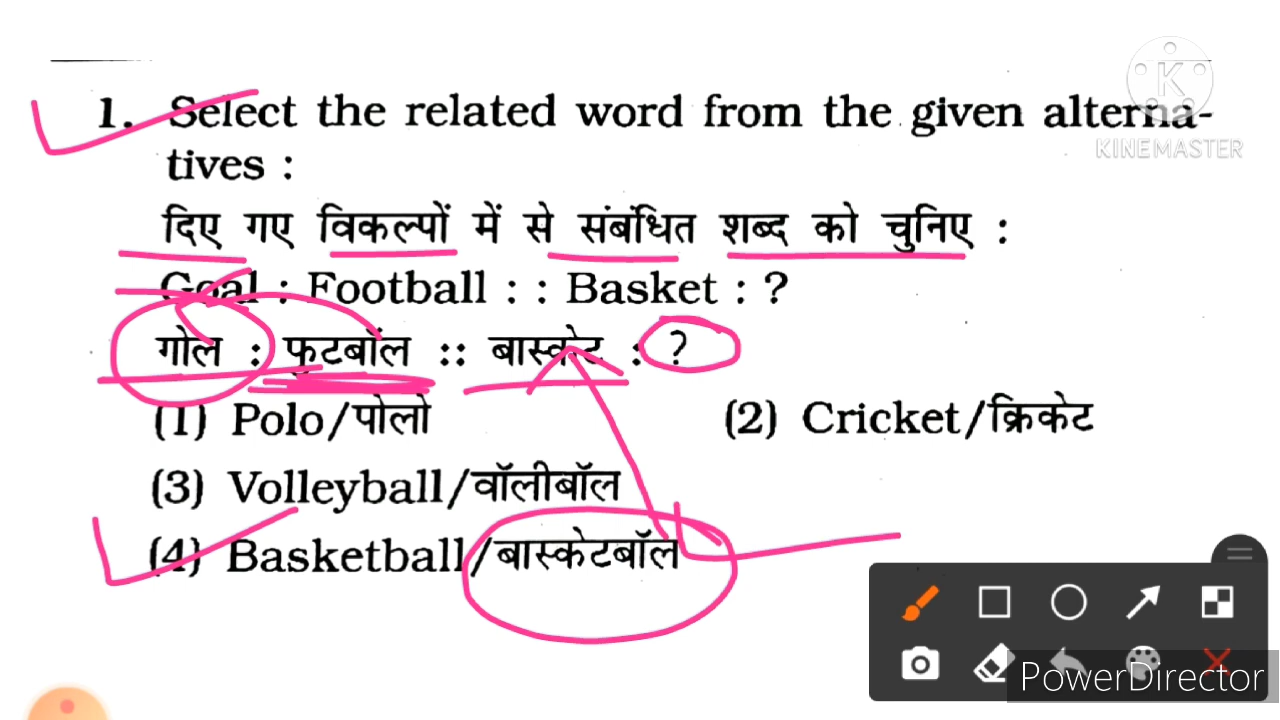 K
KINEMASTER
1. Select the related word from the given alterna-
tives :
दिए गए विकल्पों में से संबंधित शब्द को चुनिए :
Goal : Football : : Basket : ?
गोल : फुटबॉल :: बास्केट : ?
(1) Polo/पोलो (2) Cricket/क्रिकेट
(3) Volleyball/वॉलीबॉल
(4) Basketball/बास्केटबॉल
PowerDirector